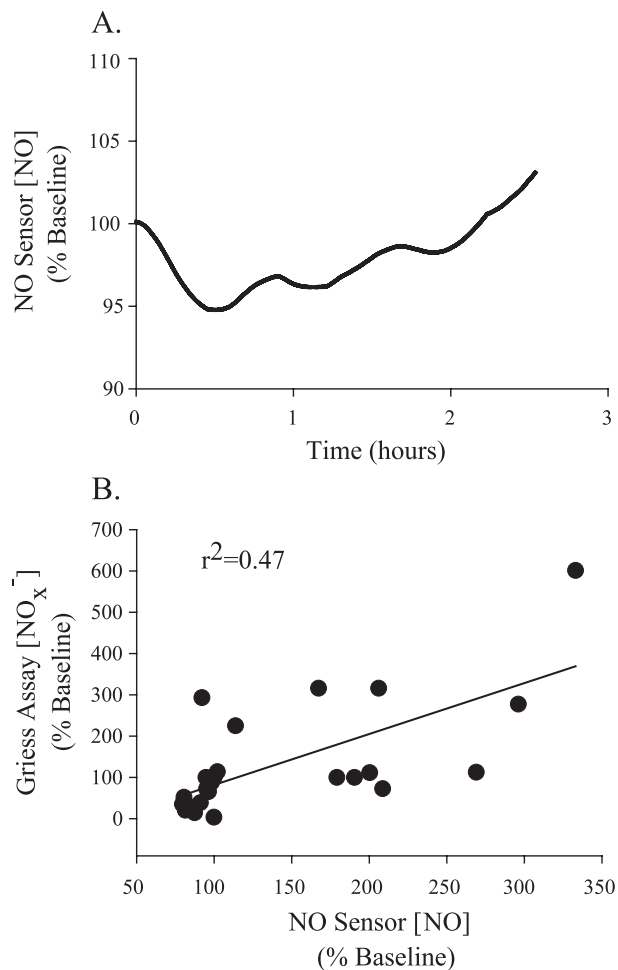 A.
NO Sensor [NO]
(% Baseline)
110
105
100
95
90
0
1
2
3
Time (hours)
B.
Griess Assay [NOx-]
(% Baseline)
700
600
500
400
300
200
100
0
r2=0.47
50
100
150
200
250
300
350
NO Sensor [NO]
(% Baseline)